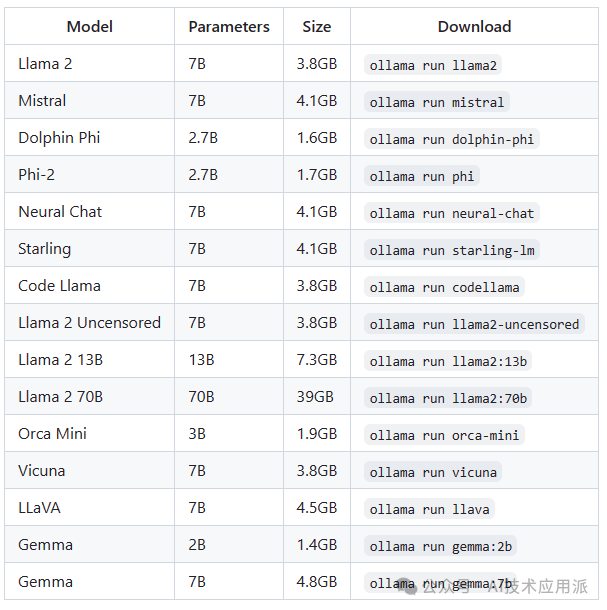 Model Parameters Size Download
Llama 2 7B 3.8GB ollama run llama2
Mistral 7B 4.1GB ollama run mistral
Dolphin Phi 2.7B 1.6GB ollama run dolphin-phi
Phi-2 2.7B 1.7GB ollama run phi
Neural Chat 7B 4.1GB ollama run neural-chat
Starling 7B 4.1GB ollama run starling-lm
Code Llama 7B 3.8GB ollama run codellama
Llama 2 Uncensored 7B 3.8GB ollama run llama2-uncensored
Llama 2 13B 13B 7.3GB ollama run llama2:13b
Llama 2 70B 70B 39GB ollama run llama2:70b
Orca Mini 3B 1.9GB ollama run orca-mini
Vicuna 7B 3.8GB ollama run vicuna
LLaVA 7B 4.5GB ollama run llava
Gemma 2B 1.4GB ollama run gemma:2b
Gemma 7B 4.8GB ollama run gemma:7b
公众号 · AI技术应用派